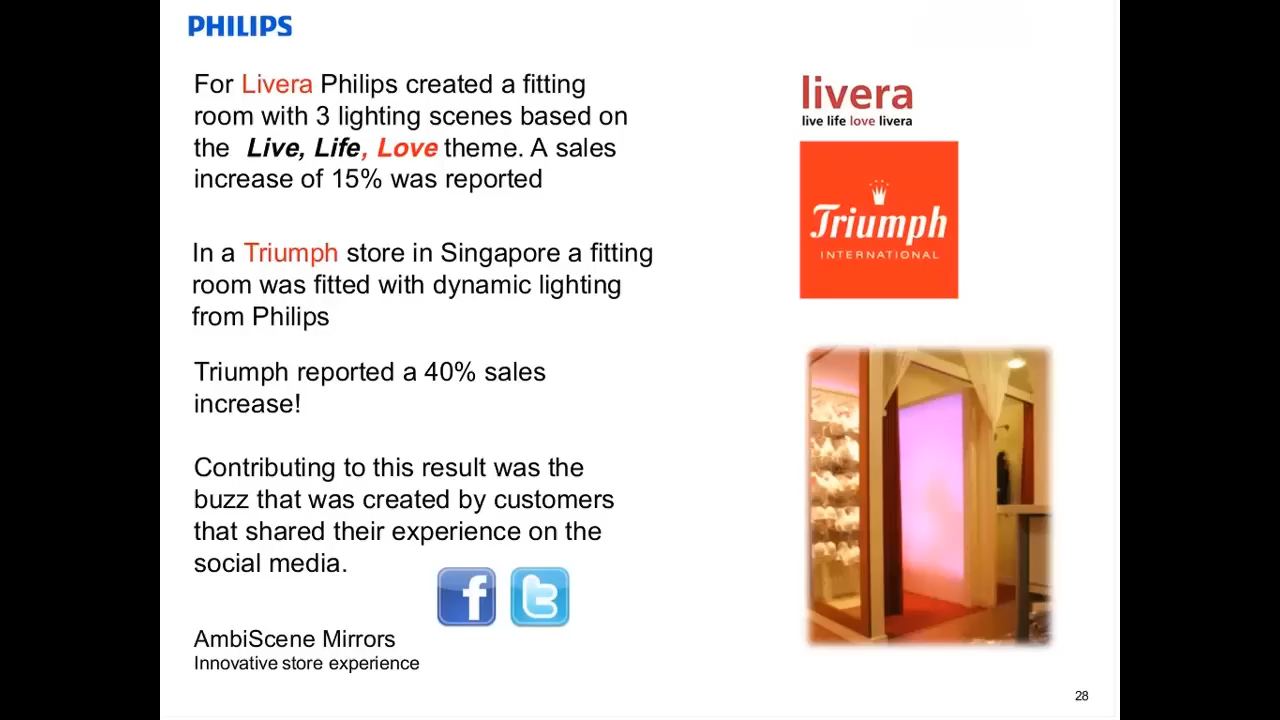 PHILIPS
For Livera Philips created a fitting
room with 3 lighting scenes based on
the Live, Life, Love theme. A sales
increase of 15% was reported
livera
live life love livera
Triumph
INTERNATIONAL
In a Triumph store in Singapore a fitting
room was fitted with dynamic lighting
from Philips
Triumph reported a 40% sales
increase!
Contributing to this result was the
buzz that was created by customers
that shared their experience on the
social media.
AmbiScene Mirrors
Innovative store experience
28